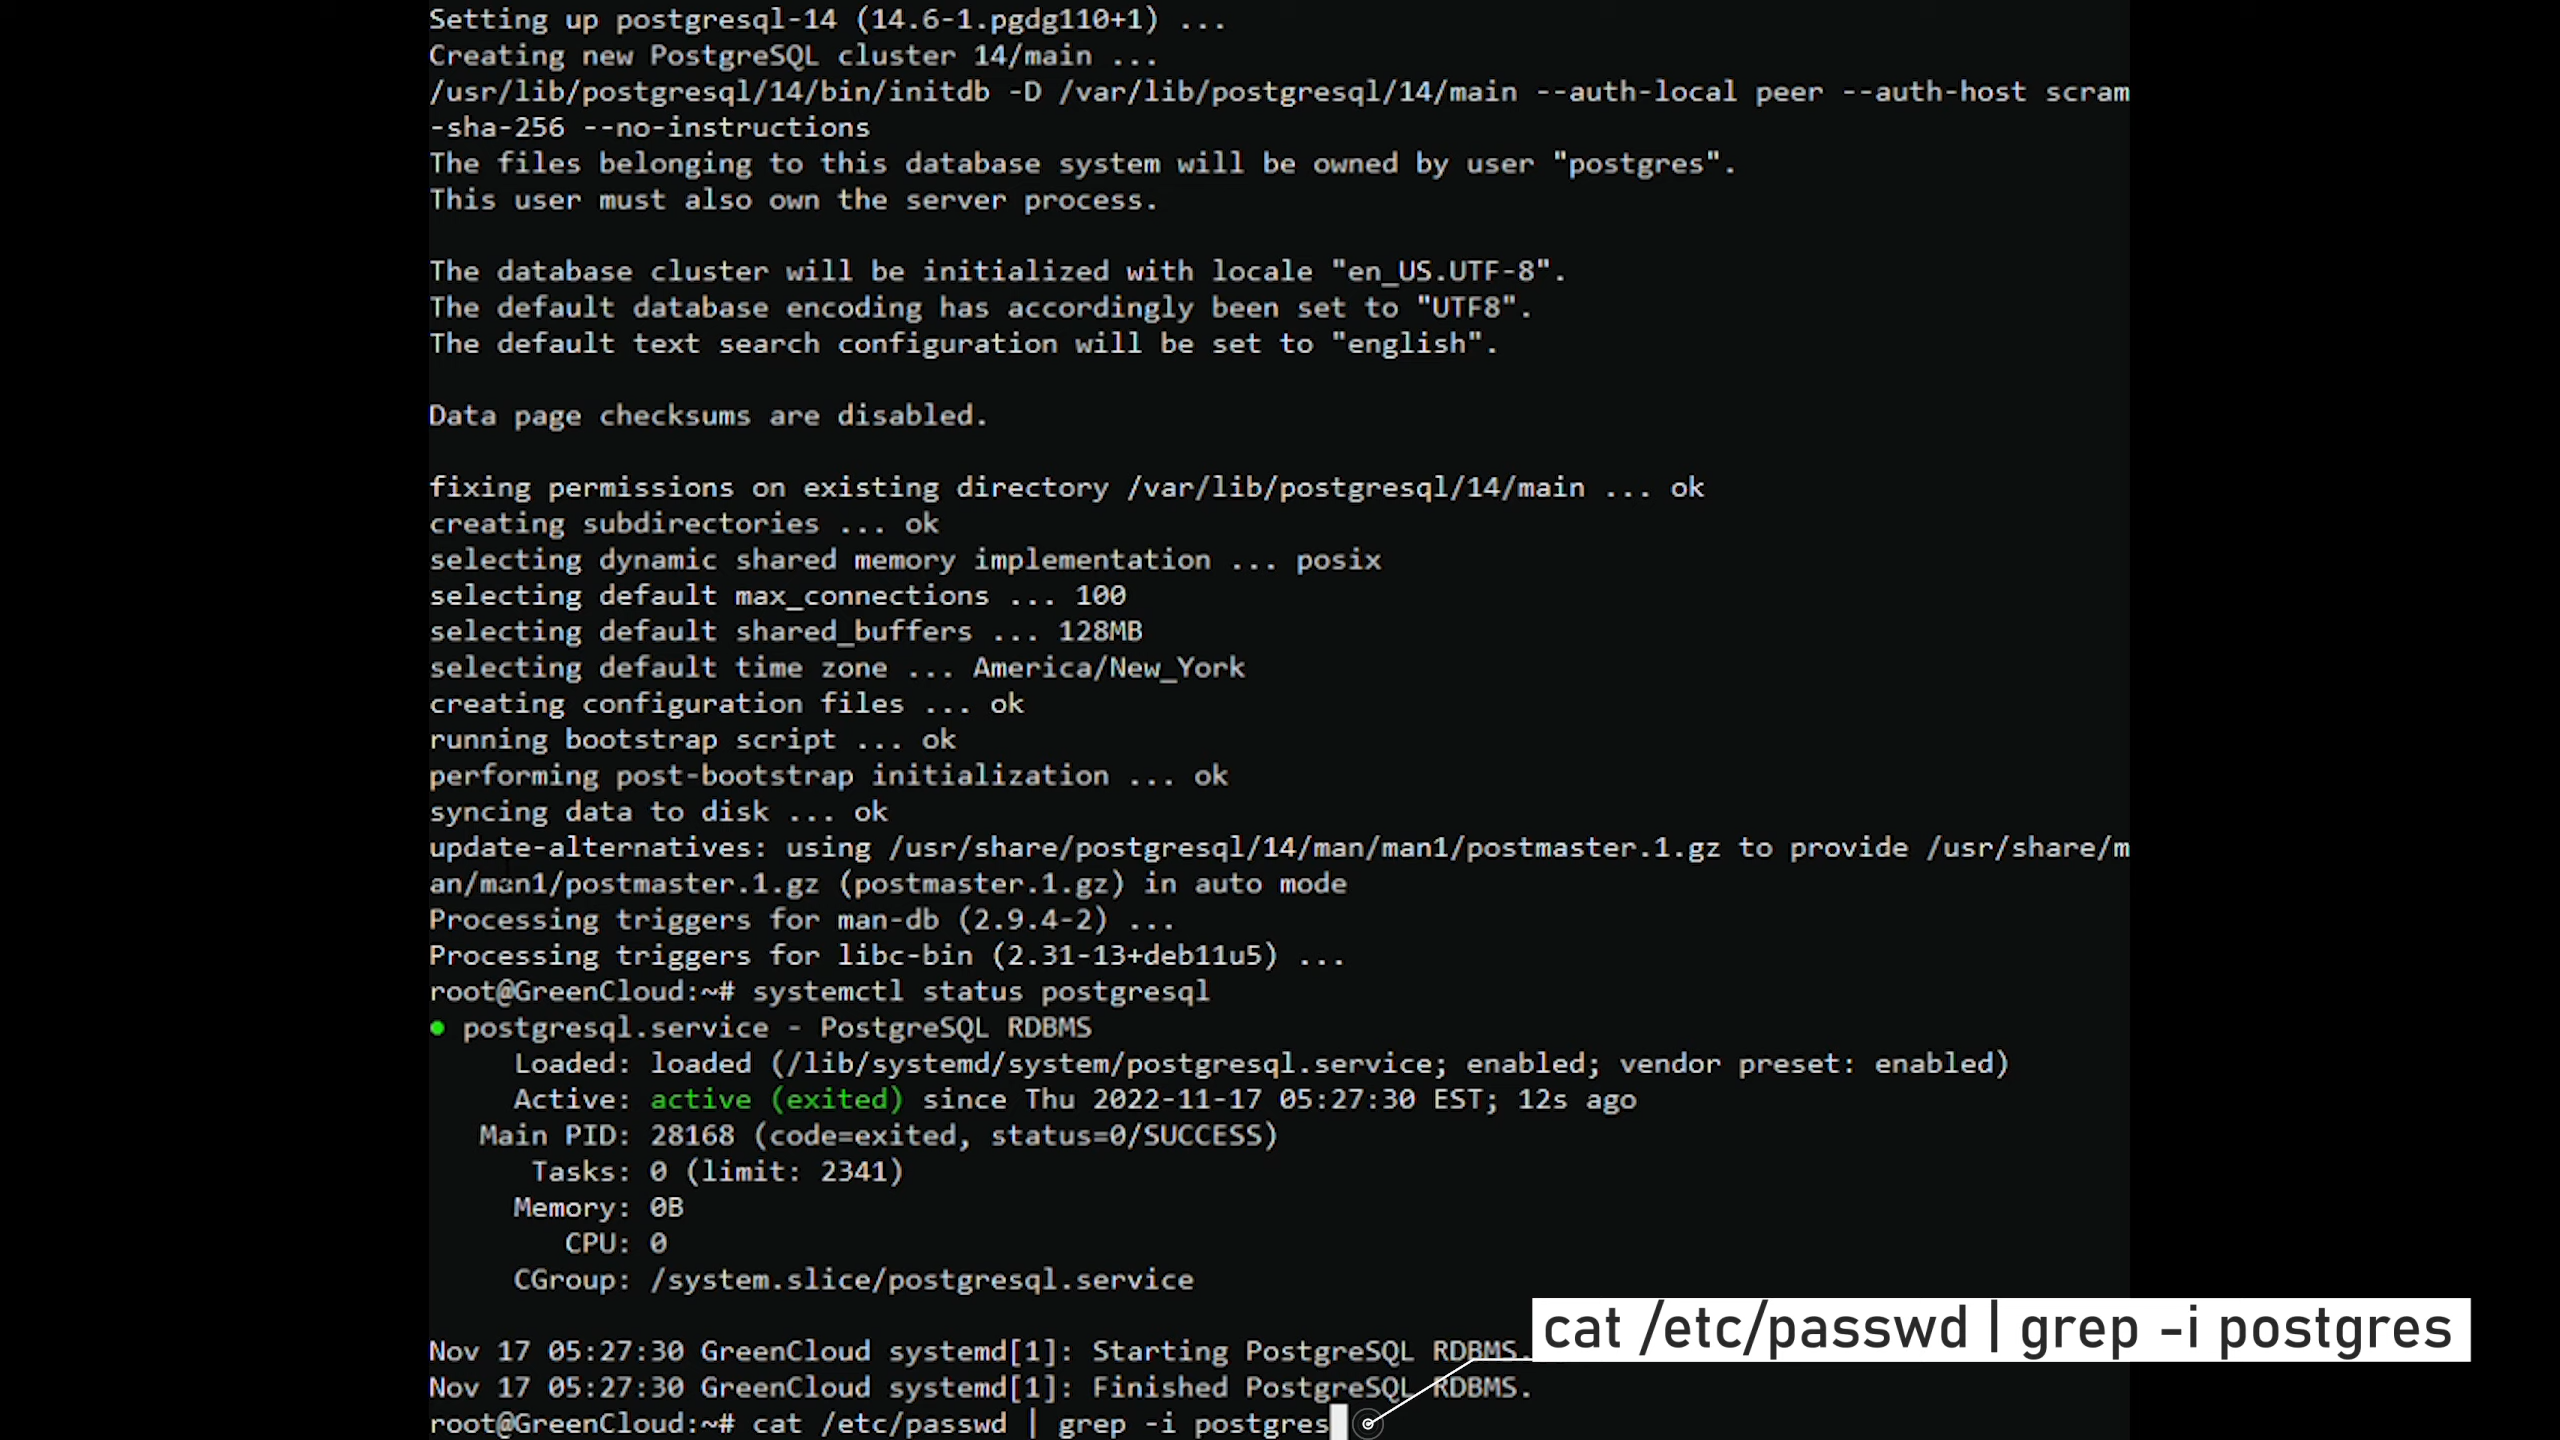 Setting up postgresql-14 (14.6-1.pgdg110+1) ...
Creating new PostgreSQL cluster 14/main ...
/usr/lib/postgresql/14/bin/initdb -D /var/lib/postgresql/14/main --auth-local peer --auth-host scram
-sha-256 --no-instructions
The files belonging to this database system will be owned by user "postgres".
This user must also own the server process.
The database cluster will be initialized with locale "en_US.UTF-8".
The default database encoding has accordingly been set to "UTF8".
The default text search configuration will be set to "english".
Data page checksums are disabled.
fixing permissions on existing directory /var/lib/postgresql/14/main ... ok
creating subdirectories ... ok
selecting dynamic shared memory implementation ... posix
selecting default max_connections ... 100
selecting default shared_buffers ... 128MB
selecting default time zone ... America/New_York
creating configuration files ... ok
running bootstrap script ... ok
performing post-bootstrap initialization ... ok
syncing data to disk ... ok
update-alternatives: using /usr/share/postgresql/14/man/man1/postmaster.1.gz to provide /usr/share/m
an/man1/postmaster.1.gz (postmaster.1.gz) in auto mode
Processing triggers for man-db (2.9.4-2) ...
Processing triggers for libc-bin (2.31-13+deb11u5) ...
root@GreenCloud:~# systemctl status postgresql
● postgresql.service - PostgreSQL RDBMS
Loaded: loaded (/lib/systemd/system/postgresql.service; enabled; vendor preset: enabled)
Active: active (exited) since Thu 2022-11-17 05:27:30 EST; 12s ago
Main PID: 28168 (code=exited, status=0/SUCCESS)
Tasks: 0 (limit: 2341)
Memory: 0B
CPU: 0
CGroup: /system.slice/postgresql.service
Nov 17 05:27:30 GreenCloud systemd[1]: Starting PostgreSQL RDBMS.
Nov 17 05:27:30 GreenCloud systemd[1]: Finished PostgreSQL RDBMS.
root@GreenCloud:~# cat /etc/passwd | grep -i postgres
cat /etc/passwd | grep -i postgres